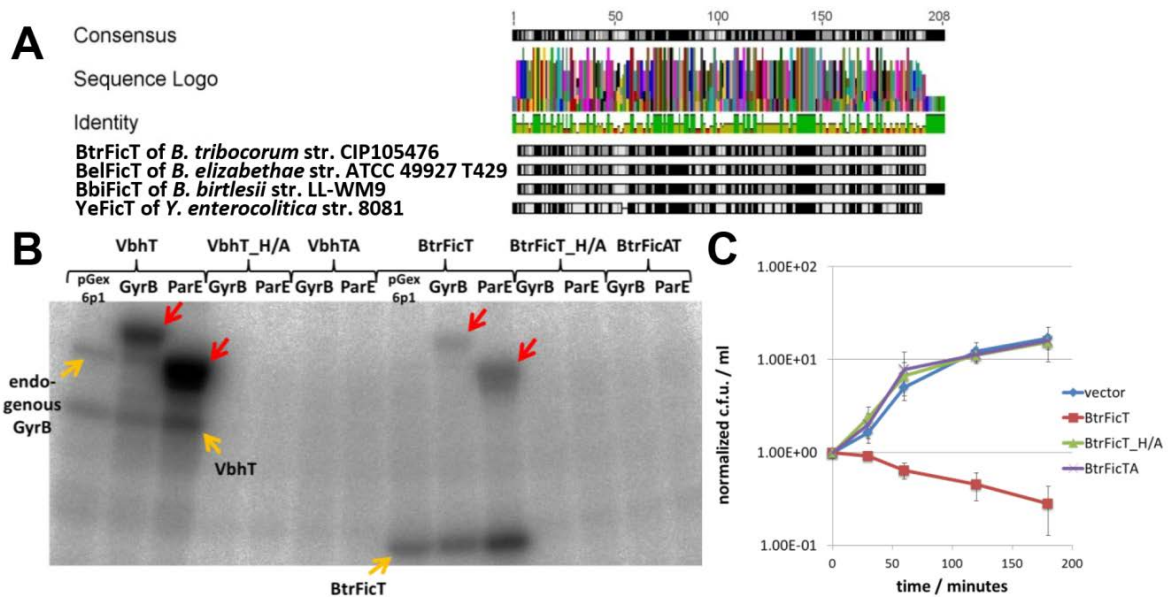 A
1 50 100 150 208
Consensus
Sequence Logo
Identity
BtrFicT of B. tribocorum str. CIP105476
BelFicT of B. elizabethae str. ATCC 49927 T429
BbiFicT of B. birtlesii str. LL-WM9
YeFicT of Y. enterocolitica str. 8081
B
VbhT VbhT_H/A VbhTA BtrFicT BtrFicT_H/A BtrFicAT
pGex 6p1 GyrB ParE GyrB ParE GyrB ParE pGex 6p1 GyrB ParE GyrB ParE GyrB ParE
endo-
genous
GyrB
VbhT
BtrFicT
C
1.00E+02
1.00E+01
1.00E+00
1.00E-01
normalized c.f.u. / ml
0 50 100 150 200
time / minutes
vector
BtrFicT
BtrFicT_H/A
BtrFicTA